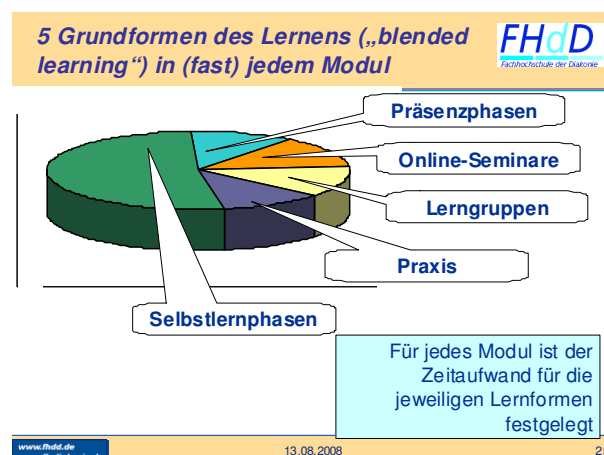 5 Grundformen des Lernens („blended
learning“) in (fast) jedem Modul
FHdD
Fachhochschule der Diakonie
Präsenzphasen
Online-Seminare
Lerngruppen
Praxis
Selbstlernphasen
Für jedes Modul ist der
Zeitaufwand für die
jeweiligen Lernformen
festgelegt
www.fhdd.de
13.08.2008
2